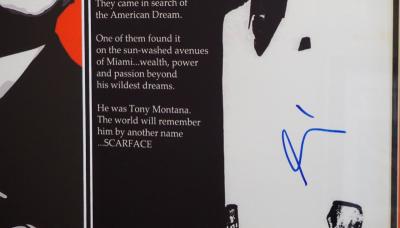 They came in search of
the American Dream.
One of them found it
on the sun-washed avenues
of Miami...wealth, power
and passion beyond
his wildest dreams.
He was Tony Montana.
The world will remember
him by another name
...SCARFACE